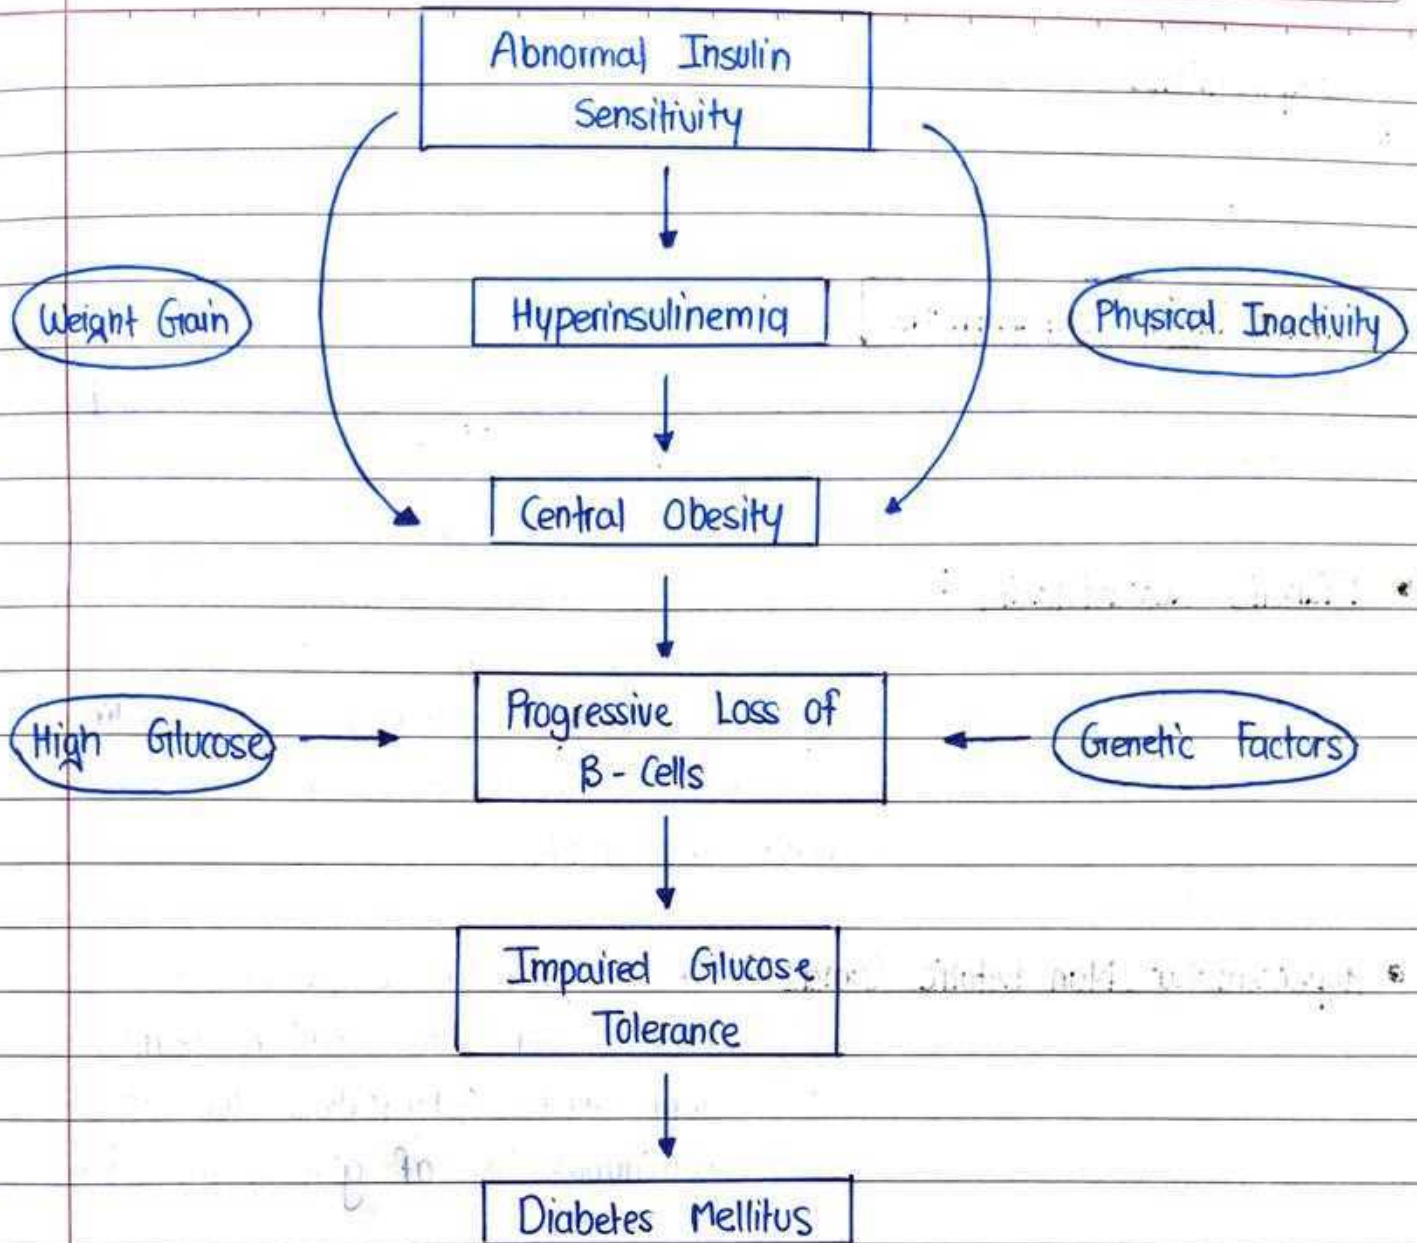 Abnormal Insulin
Sensitivity
Weight Gain
Hyperinsulinemia
Physical Inactivity
Central Obesity
High Glucose
Progressive Loss of
β - Cells
Genetic Factors
Impaired Glucose
Tolerance
Diabetes Mellitus